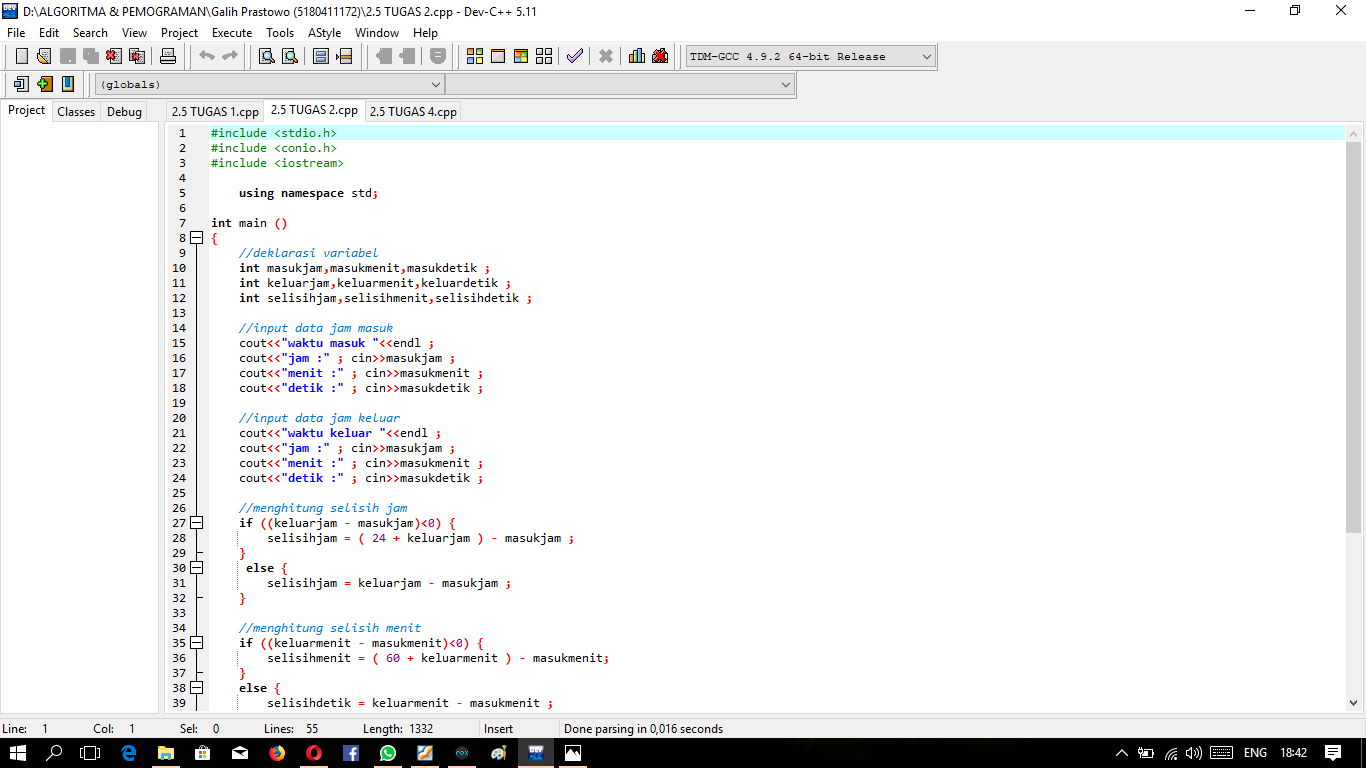 D:\ALGORITMA & PEMOGRAMAN\Galih Prastowo (5180411172)\2.5 TUGAS 2.cpp - Dev-C++ 5.11
File Edit Search View Project Execute Tools AStyle Window Help
TDM-GCC 4.9.2 64-bit Release
(globals)
Project Classes Debug
2.5 TUGAS 1.cpp 2.5 TUGAS 2.cpp 2.5 TUGAS 4.cpp
1 #include <stdio.h>
2 #include <conio.h>
3 #include <iostream>
4
5 using namespace std;
6
7 int main ()
8 {
9 //deklarasi variabel
10 int masukjam,masukmenit,masukdetik ;
11 int keluarjam,keluarmenit,keluardetik ;
12 int selisihjam,selisihmenit,selisihdetik ;
13
14 //input data jam masuk
15 cout<<"waktu masuk "<<endl ;
16 cout<<"jam :" ; cin>>masukjam ;
17 cout<<"menit :" ; cin>>masukmenit ;
18 cout<<"detik :" ; cin>>masukdetik ;
19
20 //input data jam keluar
21 cout<<"waktu keluar "<<endl ;
22 cout<<"jam :" ; cin>>masukjam ;
23 cout<<"menit :" ; cin>>masukmenit ;
24 cout<<"detik :" ; cin>>masukdetik ;
25
26 //menghitung selisih jam
27 if ((keluarjam - masukjam)<0) {
28 selisihjam = ( 24 + keluarjam ) - masukjam ;
29 }
30 else {
31 selisihjam = keluarjam - masukjam ;
32 }
33
34 //menghitung selisih menit
35 if ((keluarmenit - masukmenit)<0) {
36 selisihmenit = ( 60 + keluarmenit ) - masukmenit;
37 }
38 else {
39 selisihdetik = keluarmenit - masukmenit ;
Line: 1 Col: 1 Sel: 0 Lines: 55 Length: 1332 Insert Done parsing in 0,016 seconds
ENG 18:42